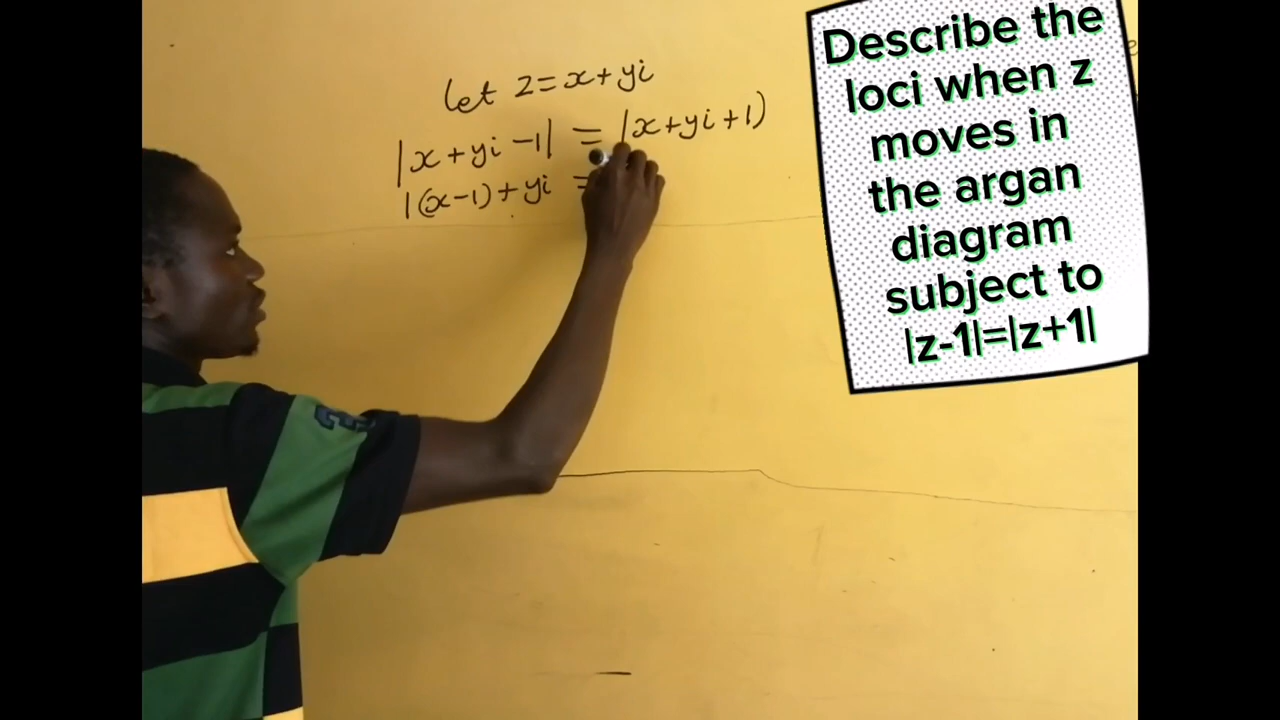 let z=x+yi
|x+yi-1| = |x+yi+1)
|(x-1)+yi =
Describe the
loci when z
moves in
the argan
diagram
subject to
|z-1|=|z+1|